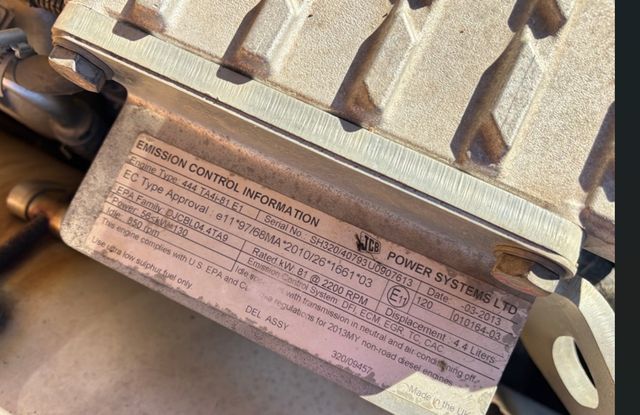 EMISSION CONTROL INFORMATION JCB POWER SYSTEMS LTD
Engine Type: 444 TA4i-81 E1 Serial No: SH320/40793U0907613 Date -03-2013
EC Type Approval : e11*97/68MA*2010/26*1661*03 E11 120 010164-03
EPA Family: DJCBL04.4TA9 Rated kW: 81 @ 2200 RPM Displacement: 4.4 Liters
Power: 56<kW<130 Emission Control System: DFI, ECM, EGR, TC, CAC
Idle: 850 rpm Idle with transmission in neutral and air conditioning off
This engine complies with U.S. EPA and regulations for 2013MY non-road diesel engines
Use ultra low sulphur fuel only
DEL ASSY 320/09457
Made in the UK